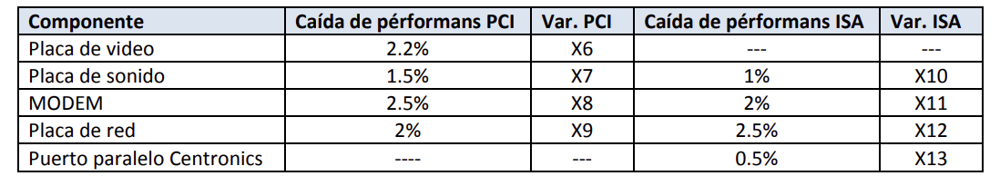 Componente Caída de pérformans PCI Var. PCI Caída de pérformans ISA Var. ISA
Placa de video 2.2% X6 --- ---
Placa de sonido 1.5% X7 1% X10
MODEM 2.5% X8 2% X11
Placa de red 2% X9 2.5% X12
Puerto paralelo Centronics ---- --- 0.5% X13